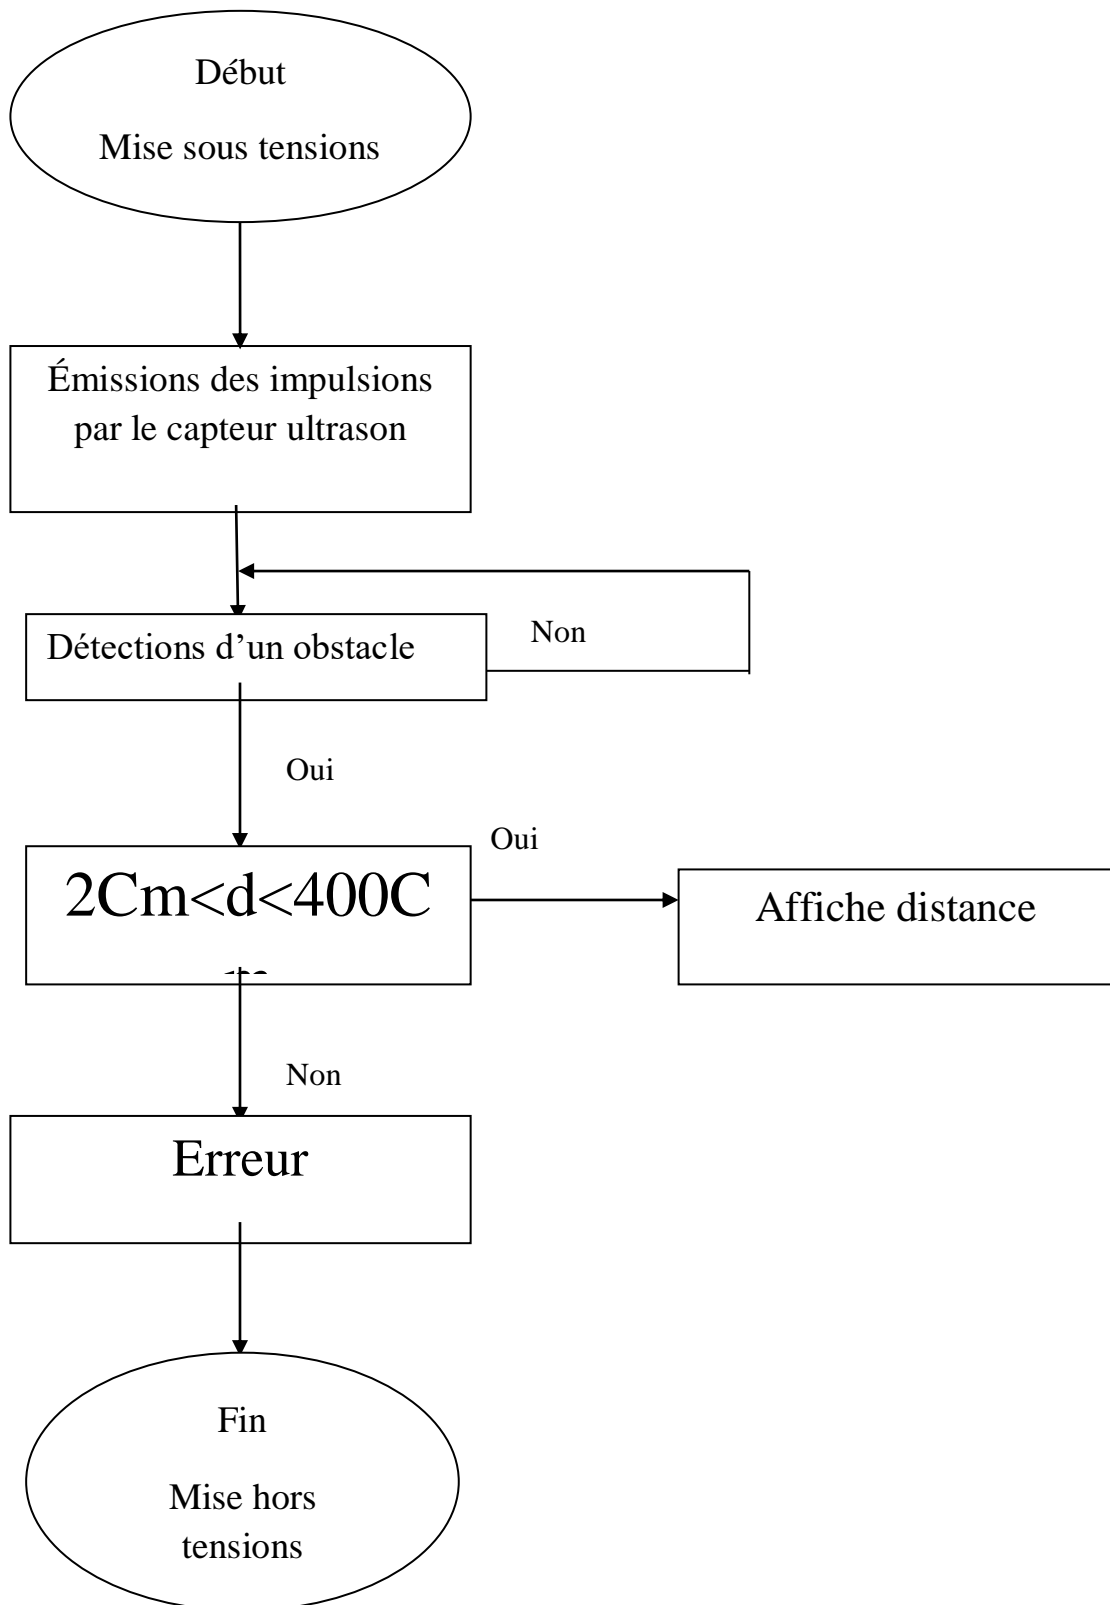 Début
Mise sous tensions
Émissions des impulsions
par le capteur ultrason
Détections d’un obstacle
Non
Oui
Oui
2Cm<d<400C
Affiche distance
Non
Erreur
Fin
Mise hors
tensions